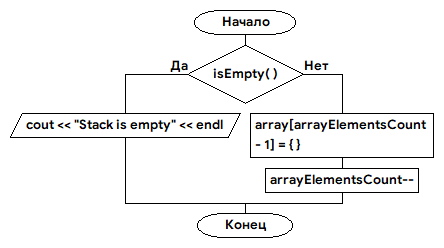 Начало
Да
isEmpty( )
Нет
cout << "Stack is empty" << endl
array[arrayElementsCount
- 1] = { }
arrayElementsCount--
Конец